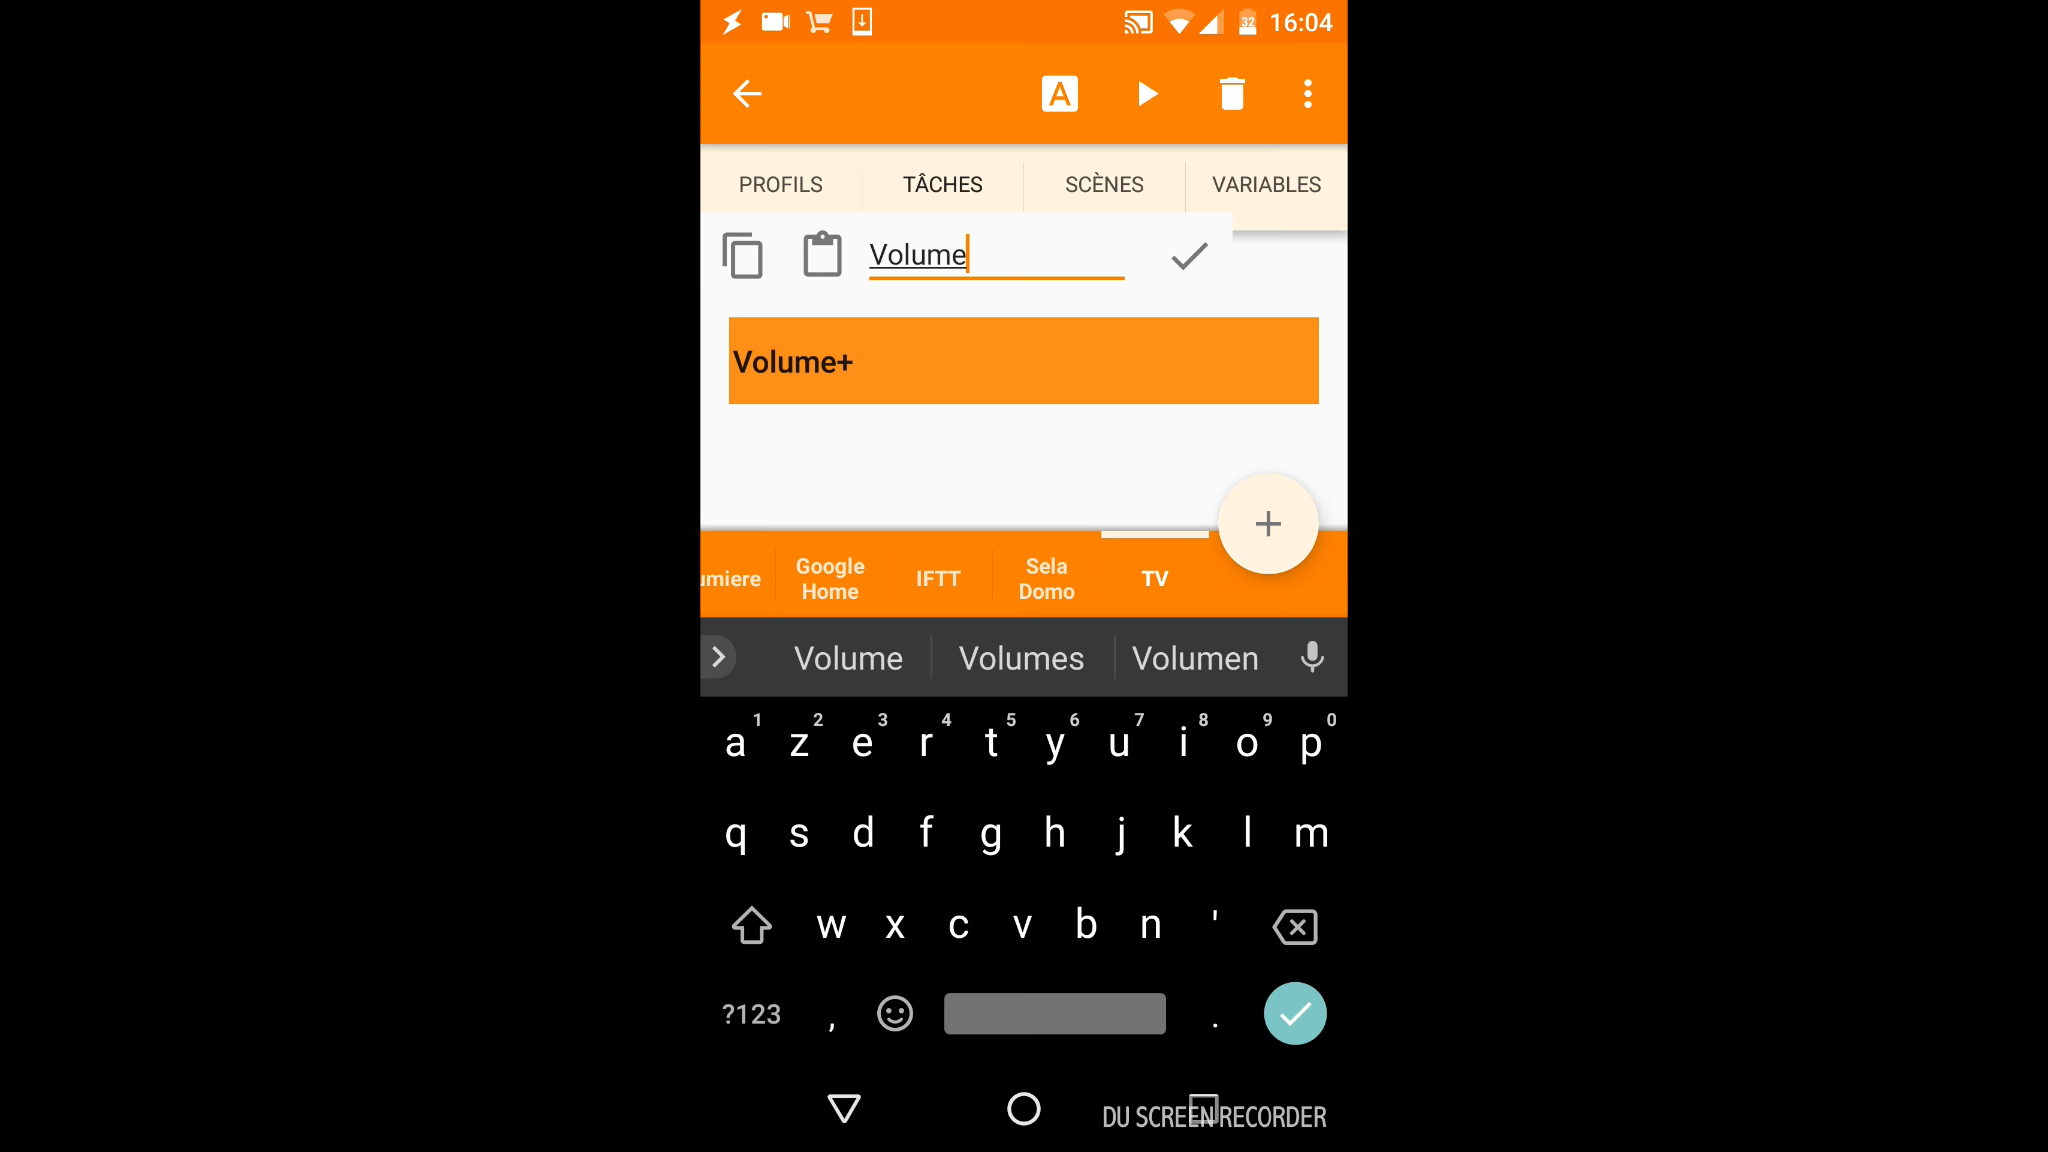 32 16:04
A
PROFILS TÂCHES SCÈNES VARIABLES
Volume
Volume+
umiere Google Home IFTT Sela Domo TV
Volume Volumes Volumen
1 2 3 4 5 6 7 8 9 0
a z e r t y u i o p
q s d f g h j k l m
w x c v b n '
?123 , .
DU SCREEN RECORDER